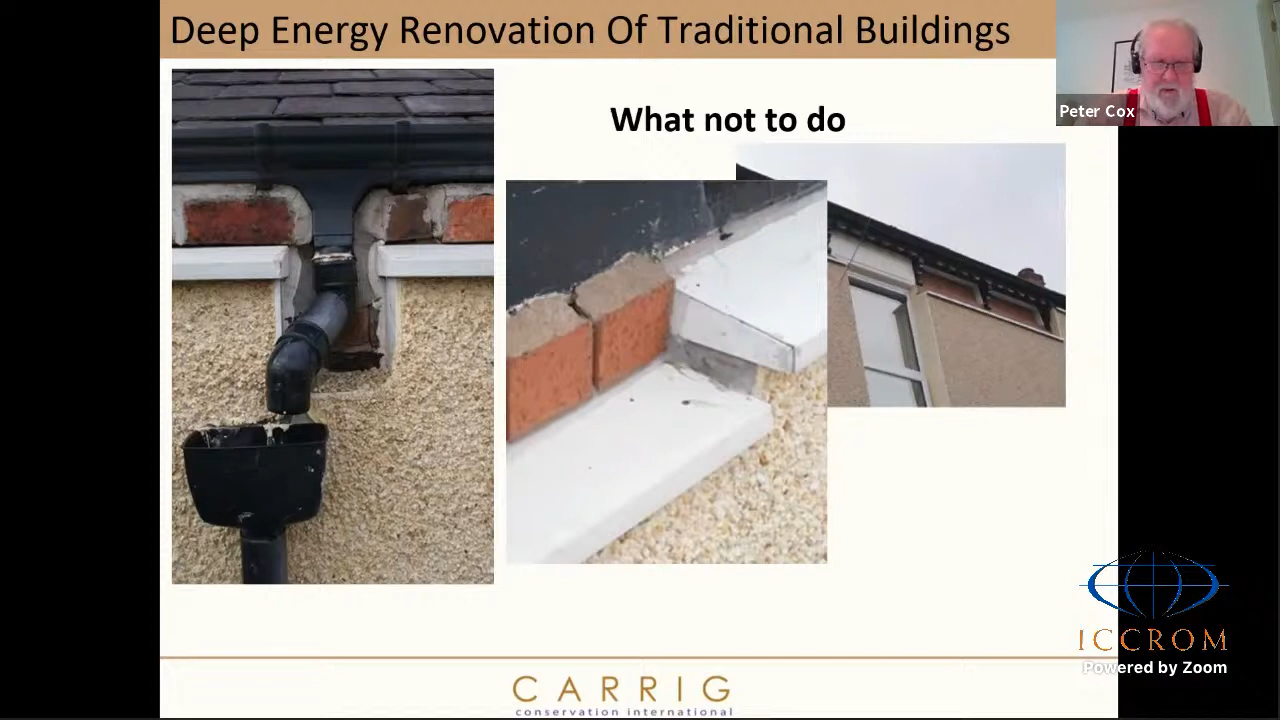 Deep Energy Renovation Of Traditional Buildings
Peter Cox
What not to do
ICCROM
Powered by Zoom
CARRIG
conservation international